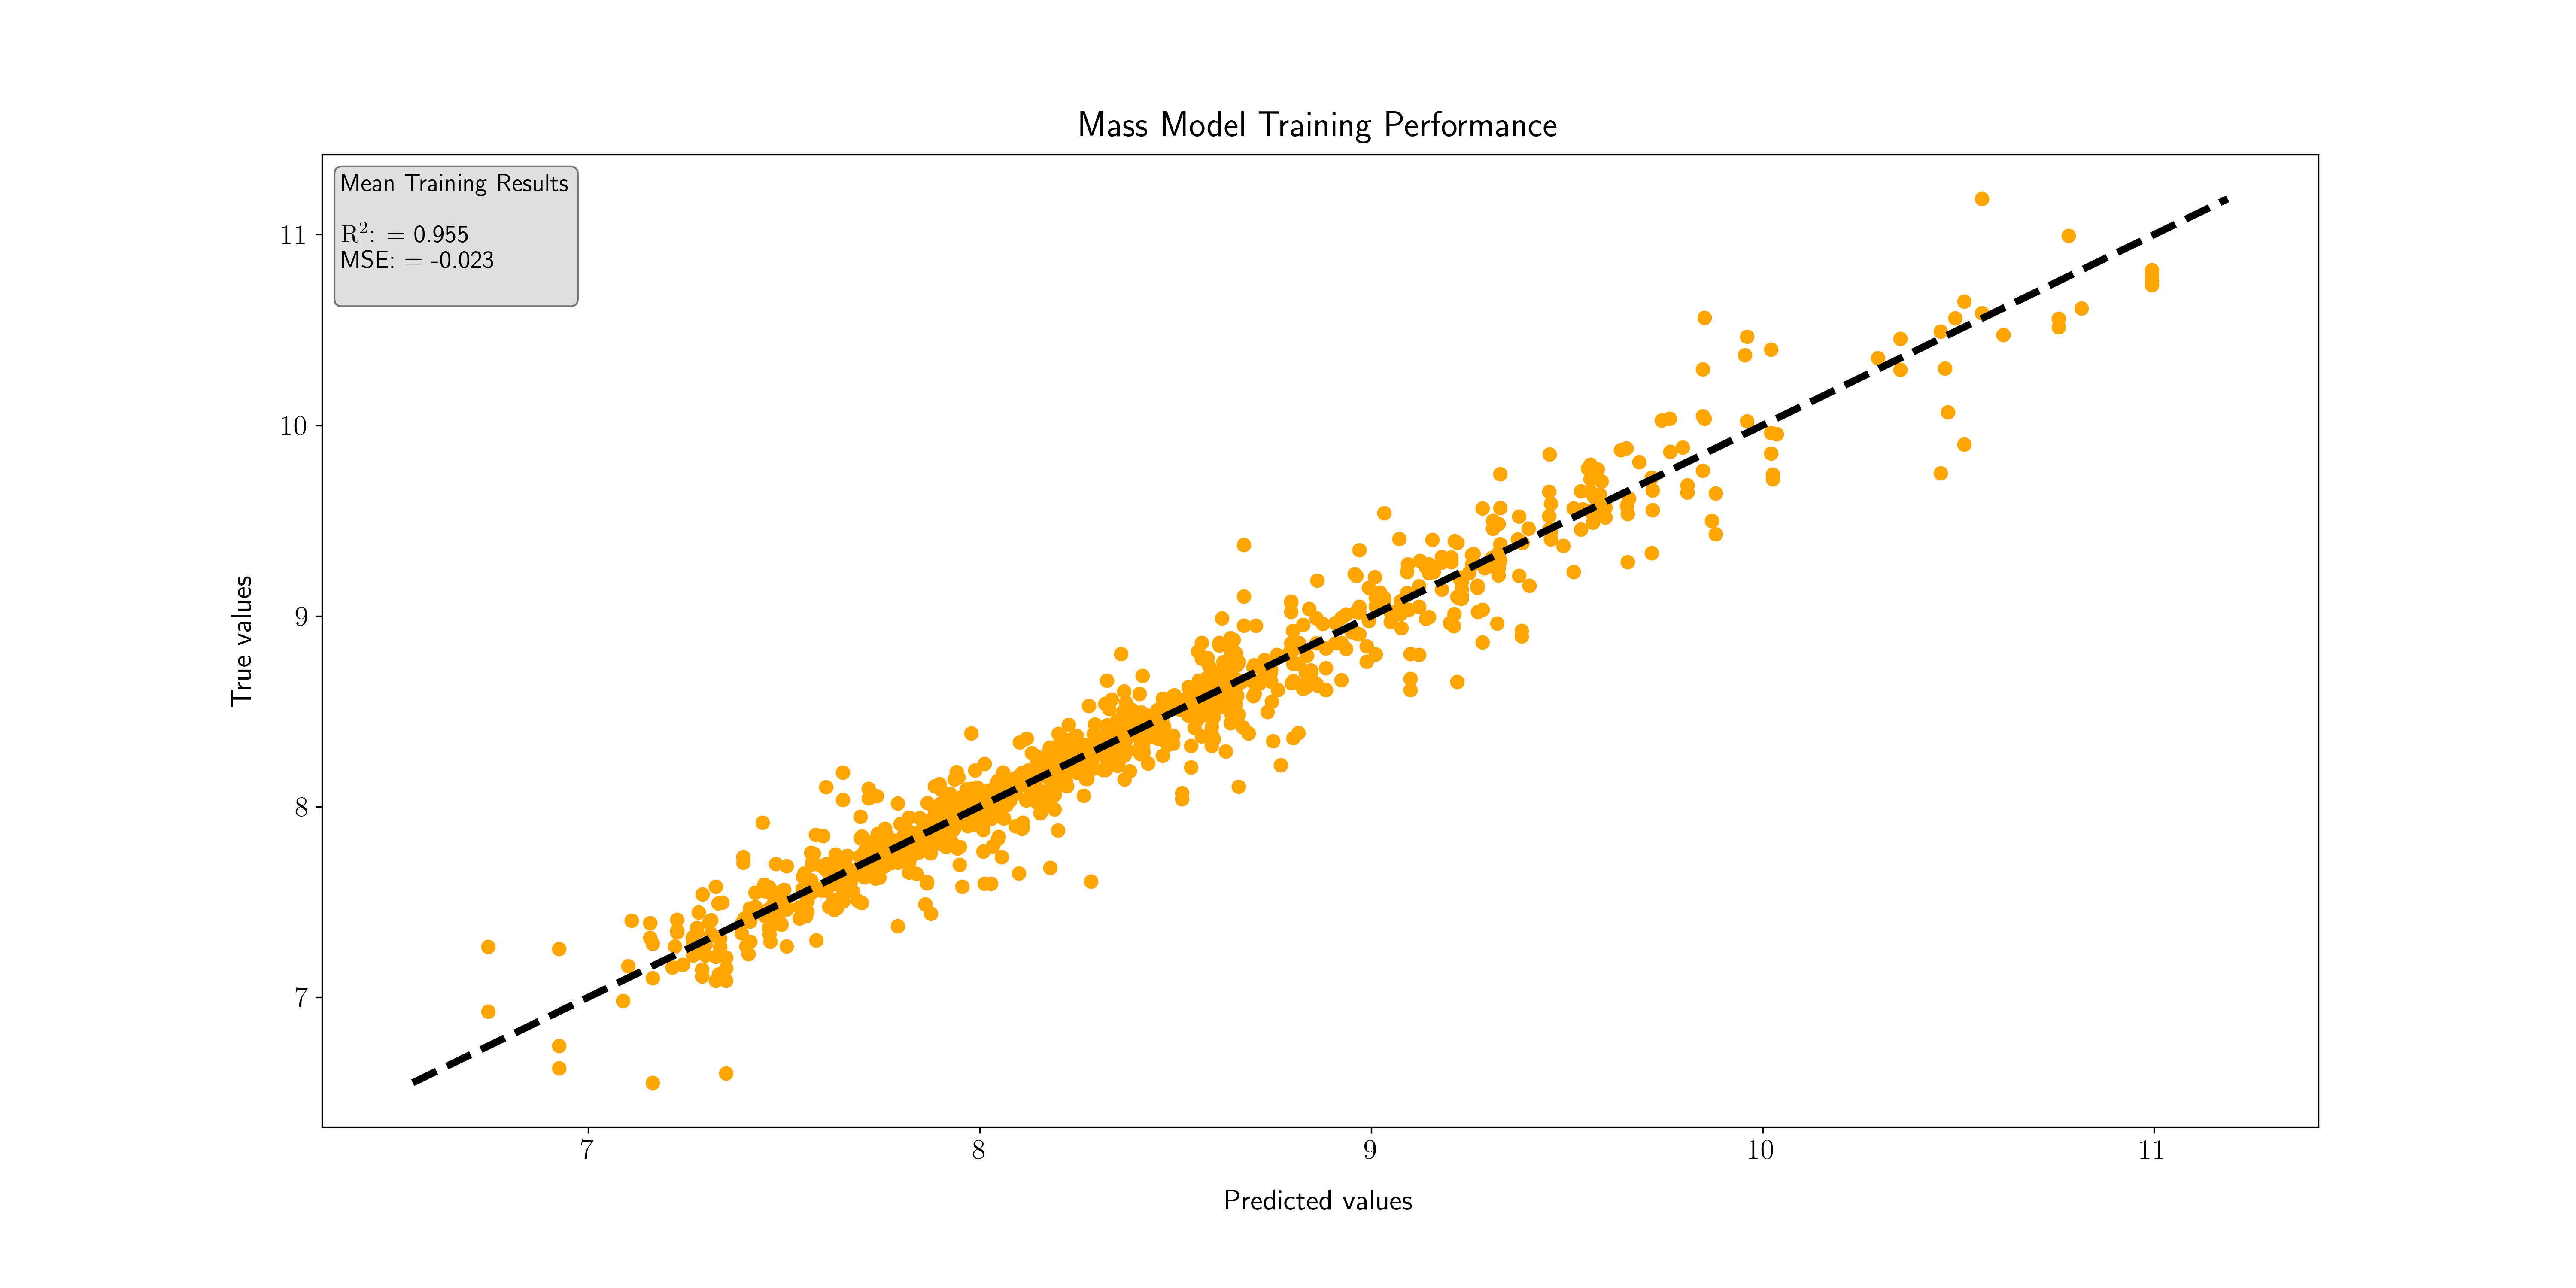 Mass Model Training Performance
Mean Training Results
R²: = 0.955
MSE: = -0.023
11
10
9
8
7
True values
7 8 9 10 11
Predicted values